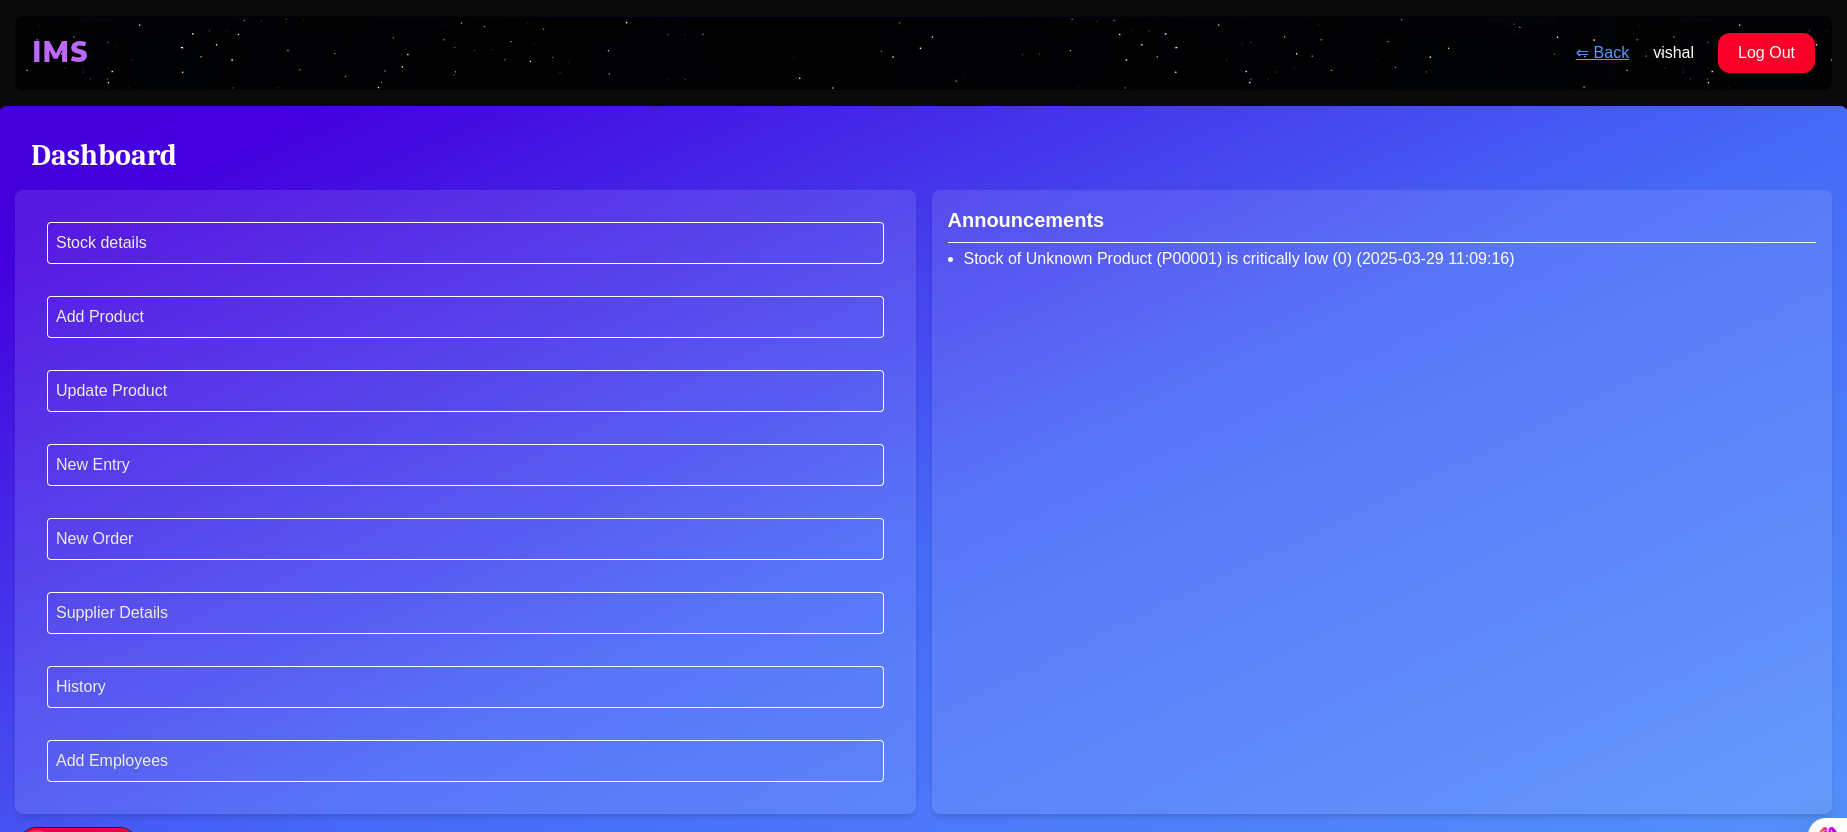 IMS
⇋ Back
vishal
Log Out
Dashboard
Stock details
Add Product
Update Product
New Entry
New Order
Supplier Details
History
Add Employees
Announcements
• Stock of Unknown Product (P00001) is critically low (0) (2025-03-29 11:09:16)